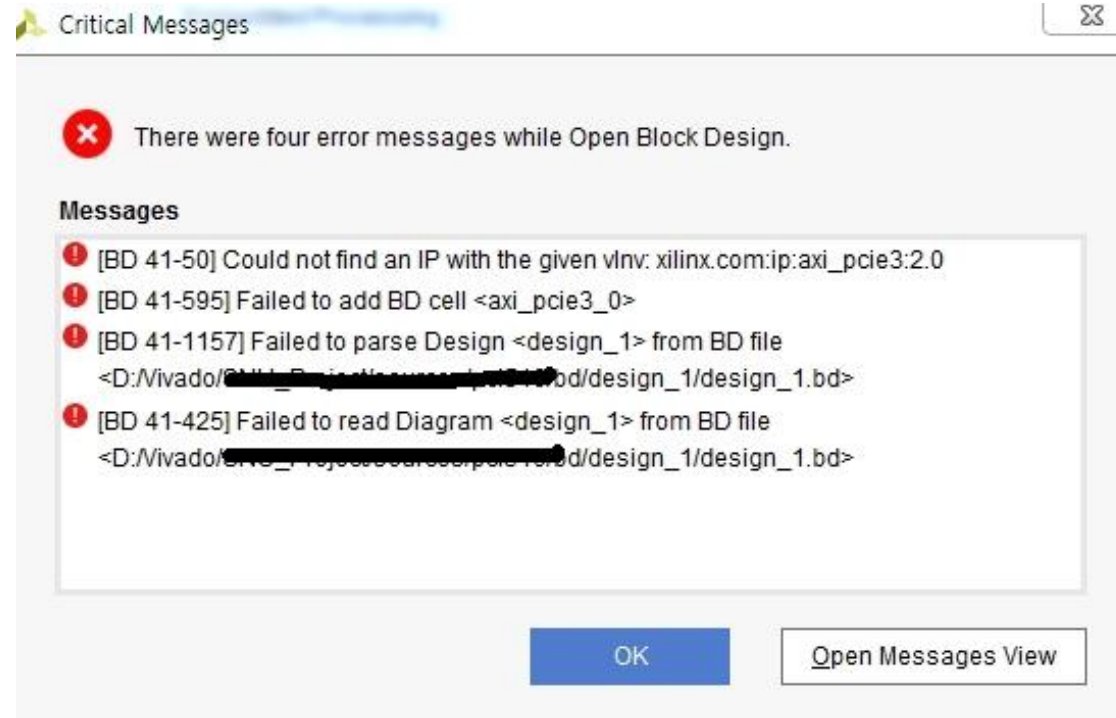 Critical Messages
There were four error messages while Open Block Design.
Messages
[BD 41-50] Could not find an IP with the given vlnv: xilinx.com:ip:axi_pcie3:2.0
[BD 41-595] Failed to add BD cell <axi_pcie3_0>
[BD 41-1157] Failed to parse Design <design_1> from BD file
<D:/Vivado/ bd/design_1/design_1.bd>
[BD 41-425] Failed to read Diagram <design_1> from BD file
<D:/Vivado/ bd/design_1/design_1.bd>
OK
Open Messages View